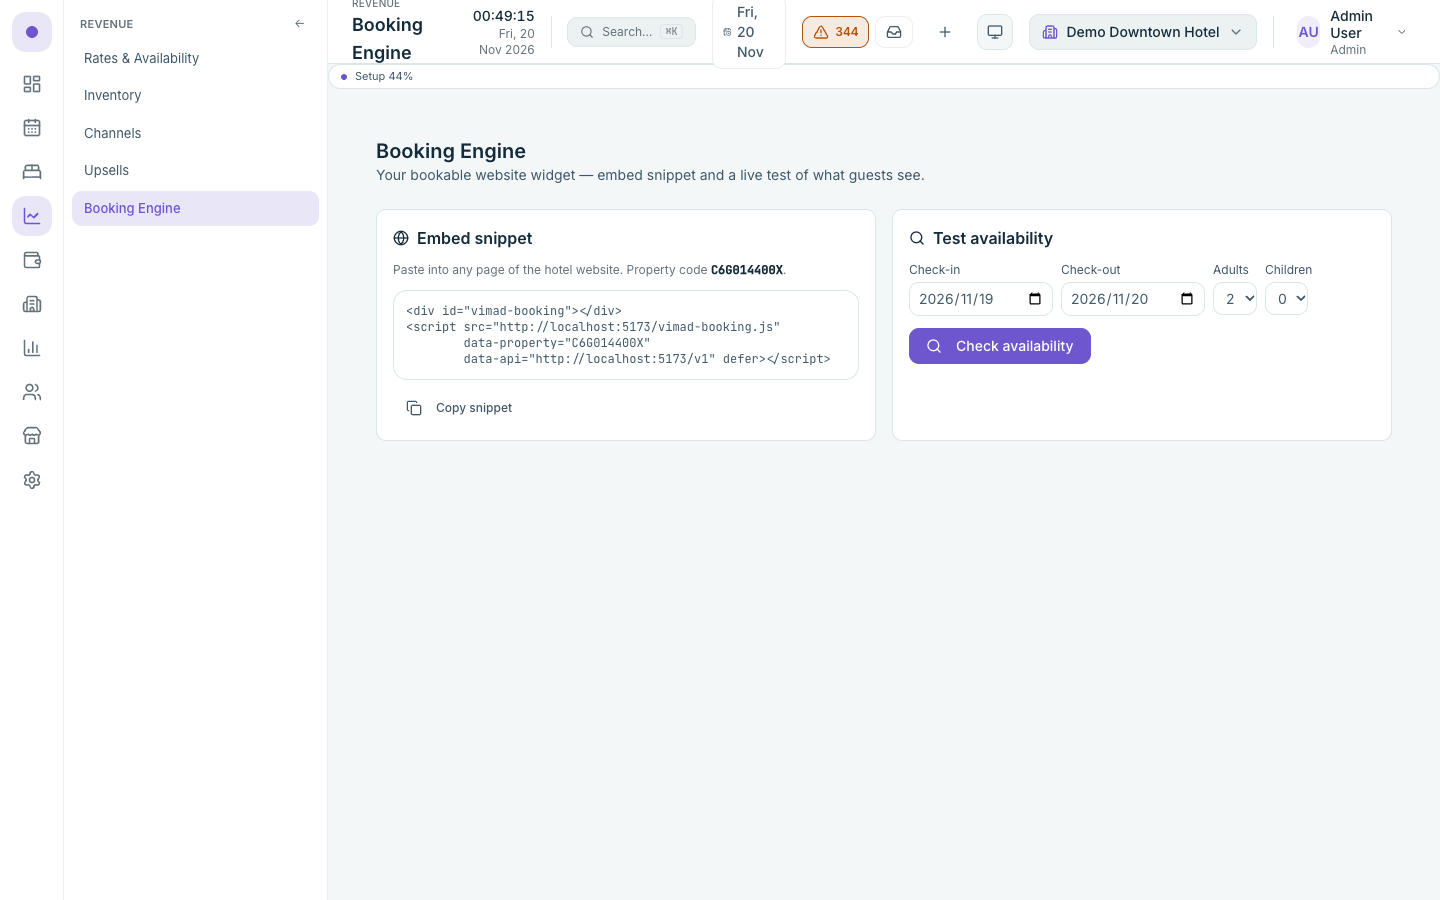 REVENUE
Rates & Availability
Inventory
Channels
Upsells
Booking Engine
REVENUE
Booking
Engine
00:49:15
Fri, 20
Nov 2026
Search... ⌘K
Fri,
20
Nov
344
Demo Downtown Hotel
AU
Admin
User
Admin
Setup 44%
Booking Engine
Your bookable website widget — embed snippet and a live test of what guests see.
Embed snippet
Paste into any page of the hotel website. Property code C6G014400X.
<div id="vimad-booking"></div>
<script src="http://localhost:5173/vimad-booking.js"
        data-property="C6G014400X"
        data-api="http://localhost:5173/v1" defer></script>
Copy snippet
Test availability
Check-in Check-out Adults Children
2026/11/19 2026/11/20 2 0
Check availability